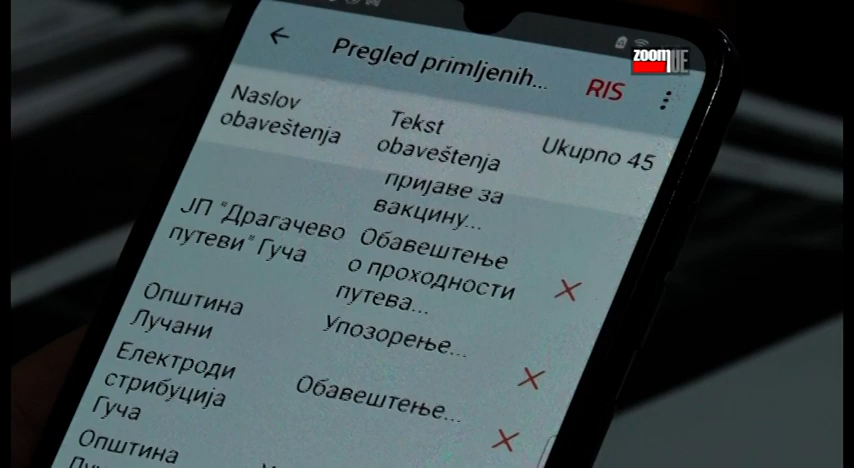 zoomUE
Pregled primljenih...
RIS
Naslov
obaveštenja
Tekst
obaveštenja
Ukupno 45
пријаве за
вакцину...
ЈП "Драгачево
путеви" Гуча
Обавештење
о проходности
путева...
Општина
Лучани
Упозорење...
Електроди
стрибуција
Гуча
Обавештење...
Општина